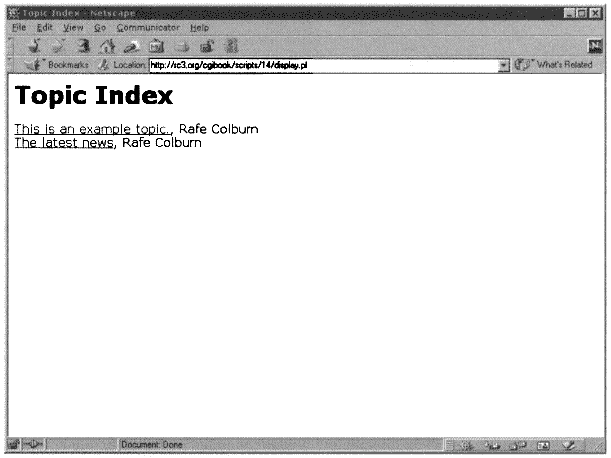 Topic Index - Netscape
File Edit View Go Communicator Help
Bookmarks Location: http://rc3.org/cgibook/scripts/14/display.pl What's Related
Topic Index
This is an example topic., Rafe Colburn
The latest news, Rafe Colburn
Document: Done